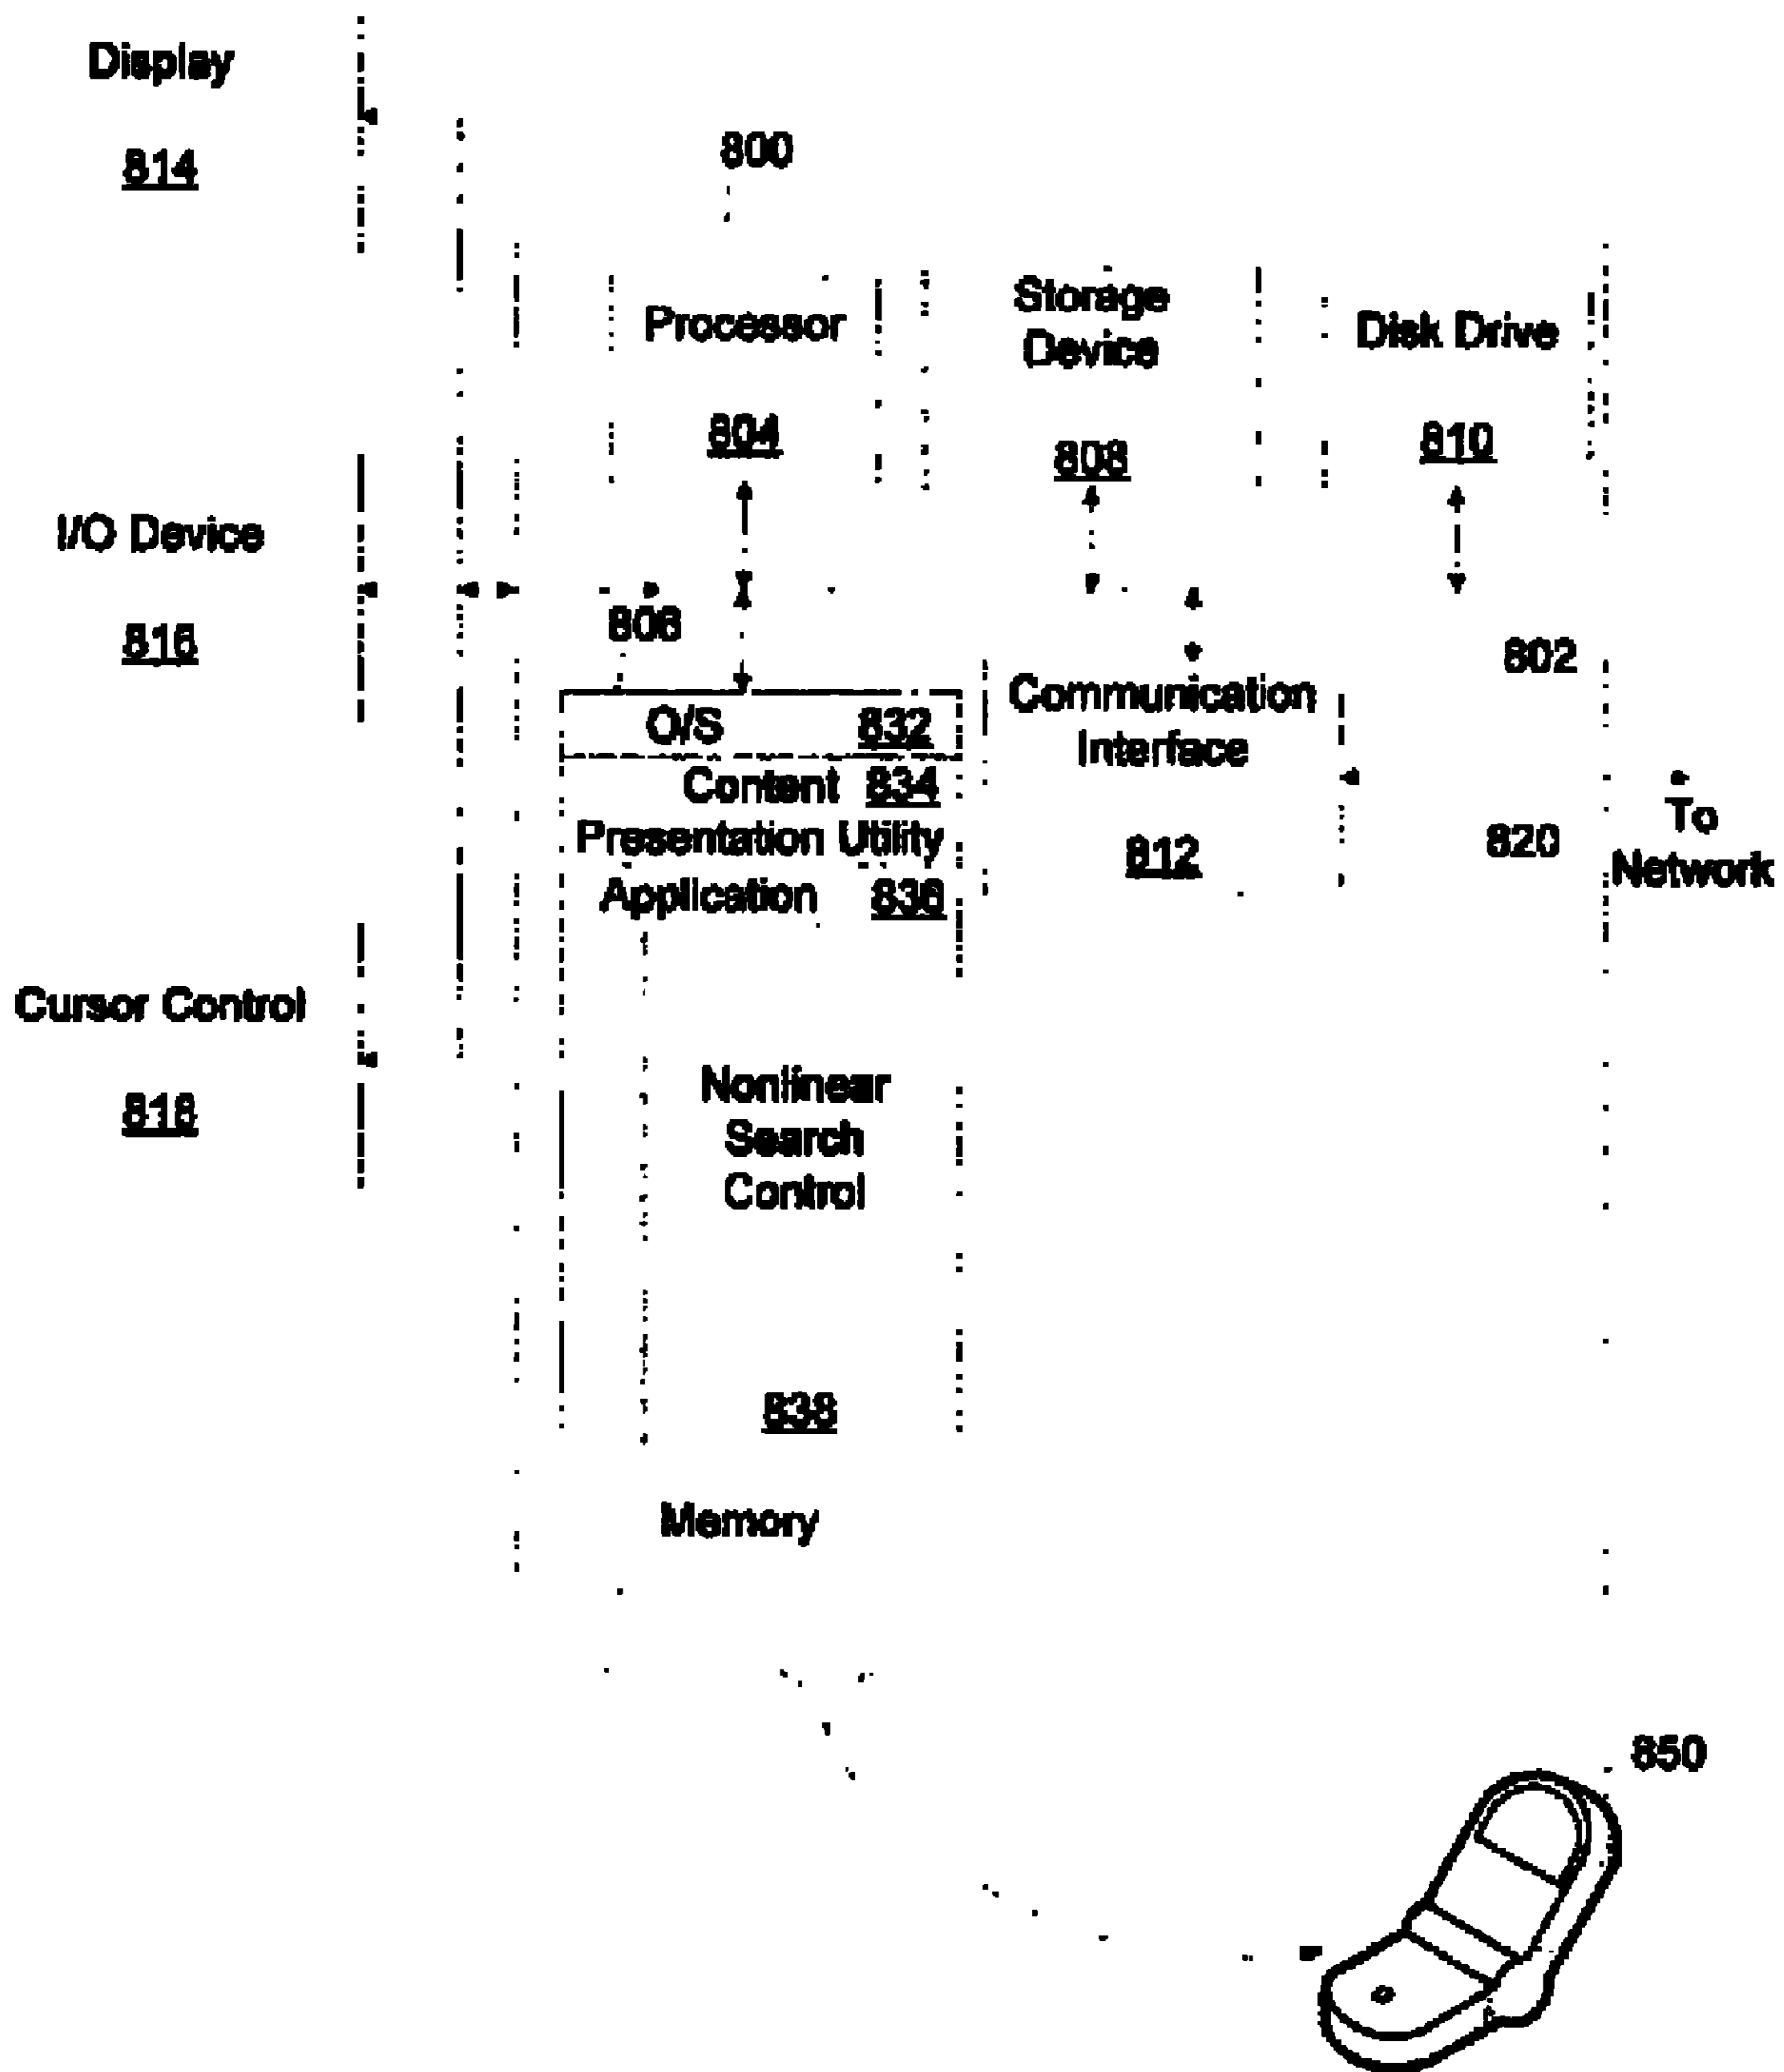 Display
814
800
Processor
804
Storage
Device
808
Disk Drive
810
I/O Device
816
806
802
O/S 832
Content 834
Presentation Utility
Application 836
Communication
Interface
812
820
To
Network
Cursor Control
818
Nonlinear
Search
Control
838
Memory
850